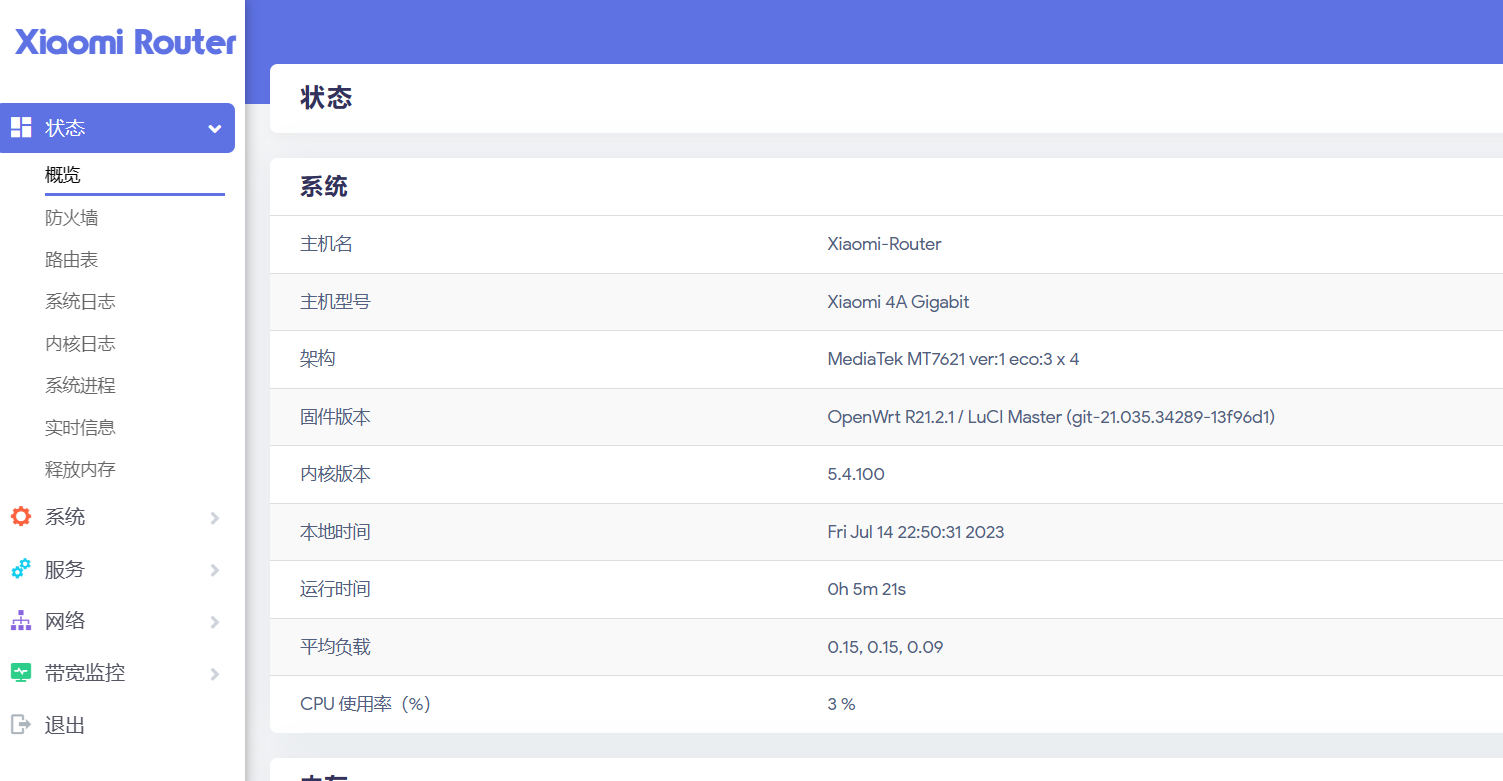 Xiaomi Router
状态
概览
防火墙
路由表
系统日志
内核日志
系统进程
实时信息
释放内存
系统
服务
网络
带宽监控
退出
状态
系统
主机名 Xiaomi-Router
主机型号 Xiaomi 4A Gigabit
架构 MediaTek MT7621 ver:1 eco:3 x 4
固件版本 OpenWrt R21.2.1 / LuCI Master (git-21.035.34289-13f96d1)
内核版本 5.4.100
本地时间 Fri Jul 14 22:50:31 2023
运行时间 0h 5m 21s
平均负载 0.15, 0.15, 0.09
CPU 使用率（%） 3 %